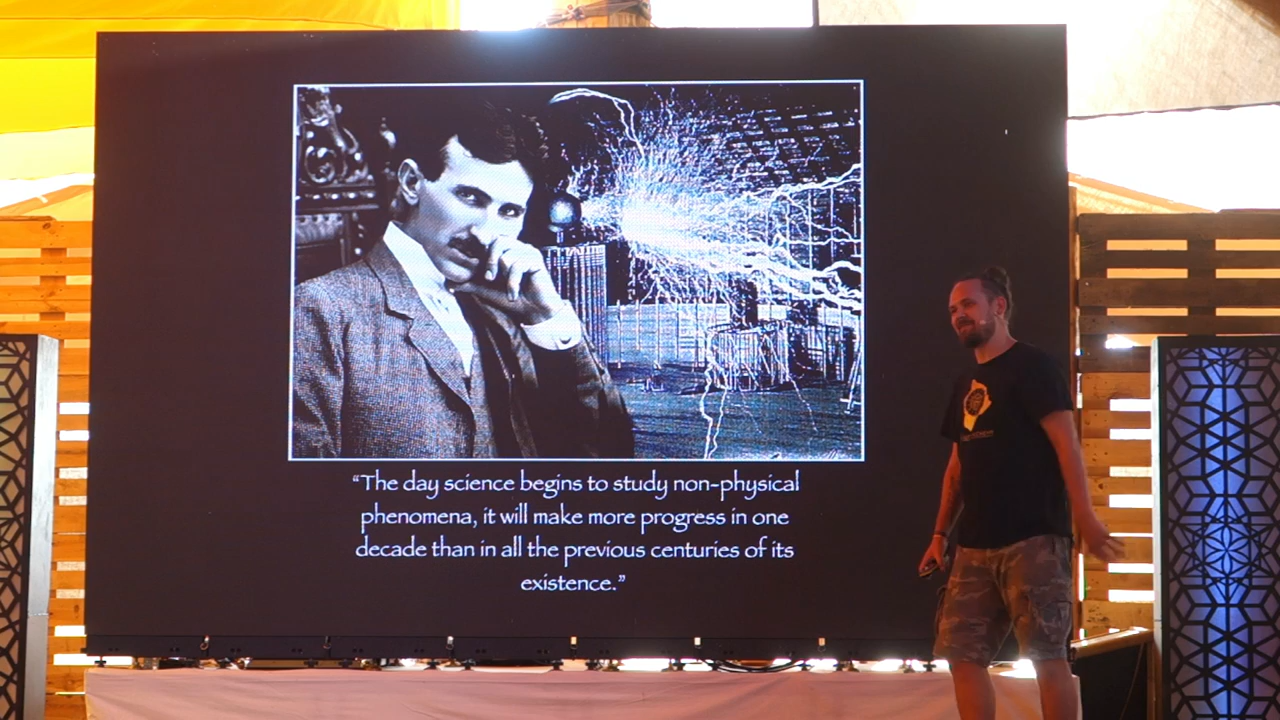 “The day science begins to study non-physical
phenomena, it will make more progress in one
decade than in all the previous centuries of its
existence.”